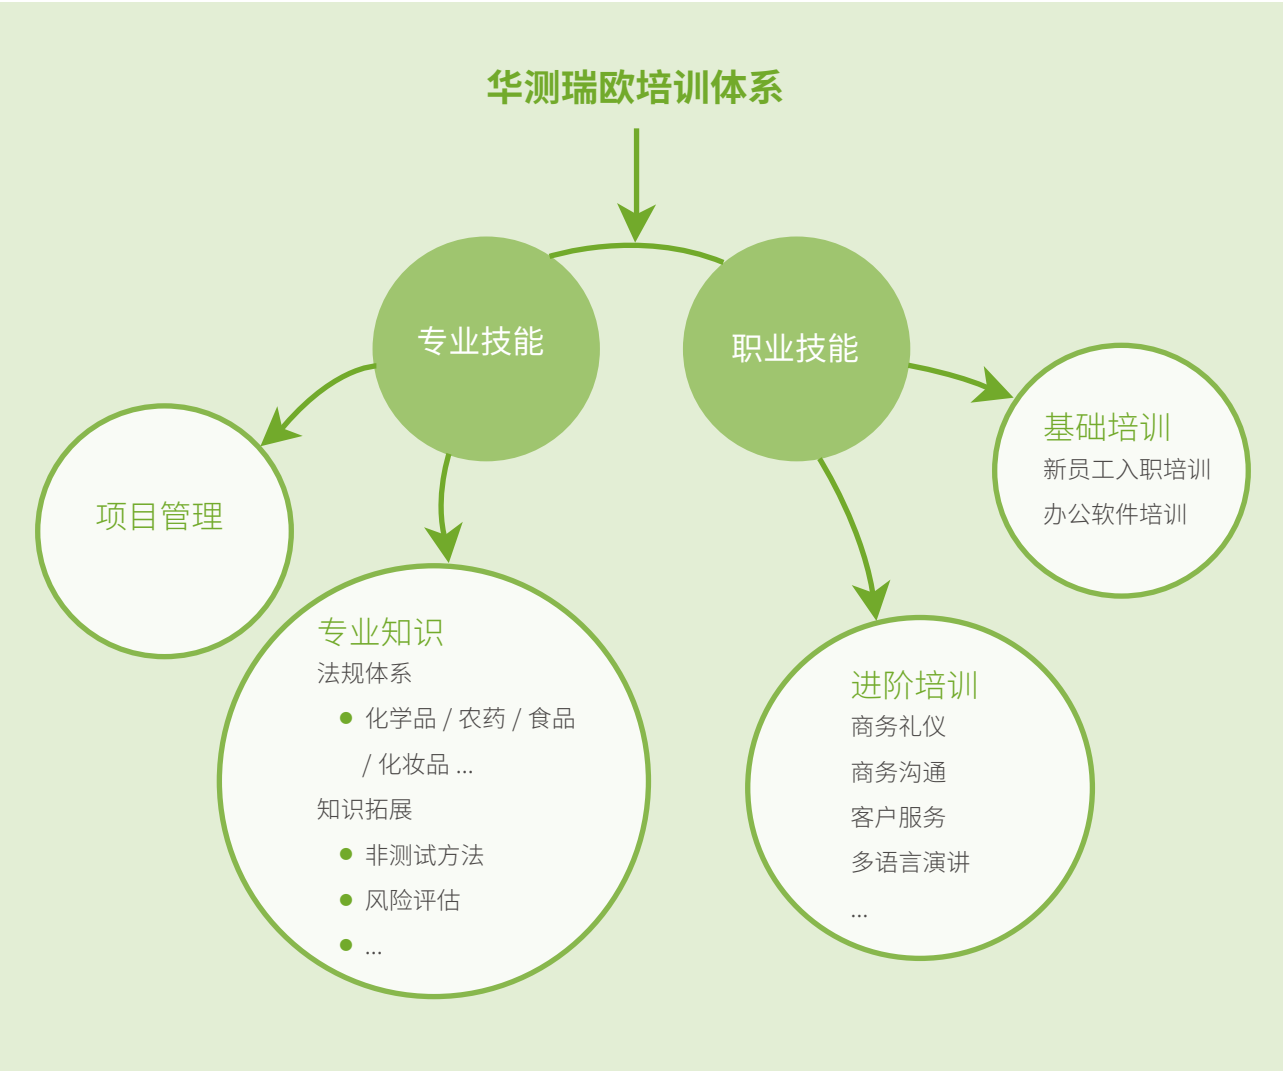 华测瑞欧培训体系
专业技能
职业技能
项目管理
专业知识
法规体系
化学品 / 农药 / 食品
/ 化妆品 ...
知识拓展
非测试方法
风险评估
...
基础培训
新员工入职培训
办公软件培训
进阶培训
商务礼仪
商务沟通
客户服务
多语言演讲
...